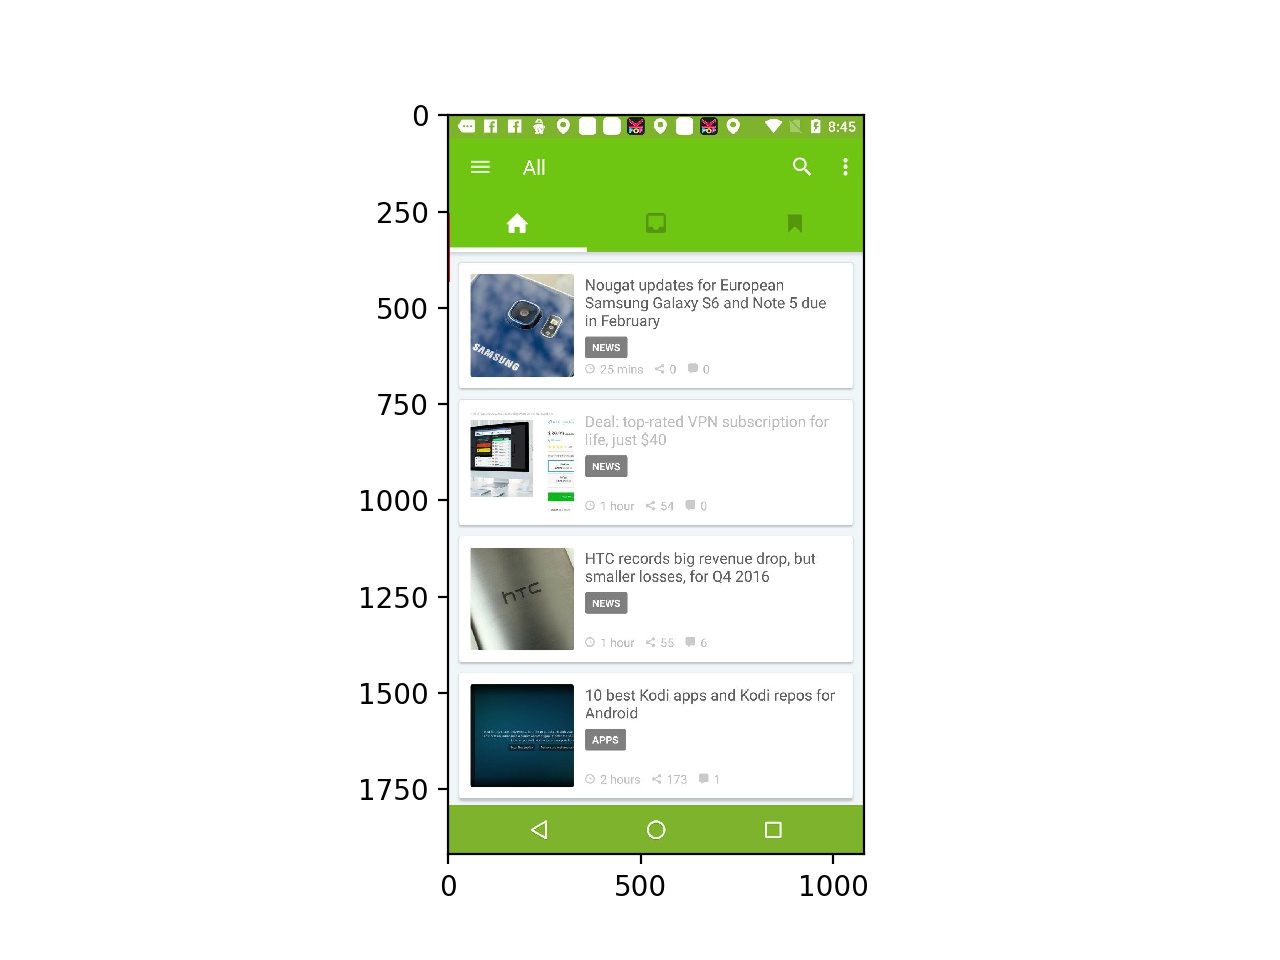 0
250
500
750
1000
1250
1500
1750
0
500
1000
8:45
All
SAMSUNG
Nougat updates for European
Samsung Galaxy S6 and Note 5 due
in February
NEWS
25 mins 0 0
Deal: top-rated VPN subscription for
life, just $40
NEWS
1 hour 54 0
hTC
HTC records big revenue drop, but
smaller losses, for Q4 2016
NEWS
1 hour 55 6
10 best Kodi apps and Kodi repos for
Android
APPS
2 hours 173 1